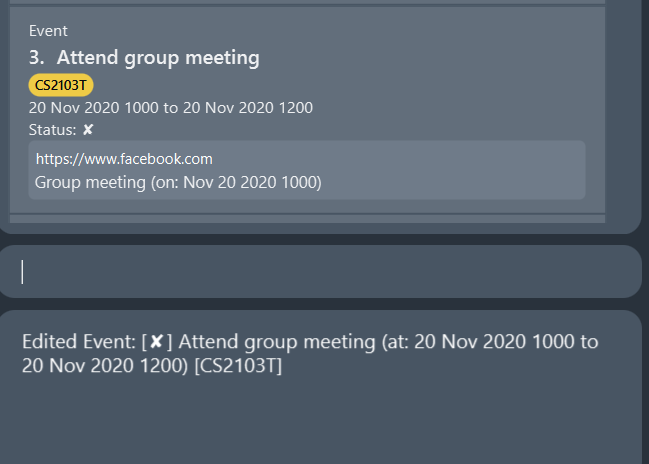 Event
3. Attend group meeting
CS2103T
20 Nov 2020 1000 to 20 Nov 2020 1200
Status: ✘
https://www.facebook.com
Group meeting (on: Nov 20 2020 1000)
Edited Event: [✘] Attend group meeting (at: 20 Nov 2020 1000 to
20 Nov 2020 1200) [CS2103T]